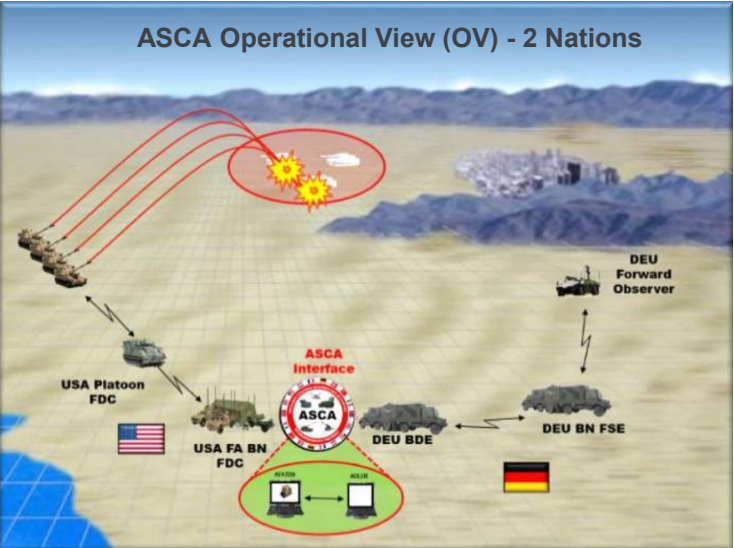 ASCA Operational View (OV) - 2 Nations
DEU
Forward
Observer
ASCA
Interface
USA Platoon
FDC
ASCA
USA FA BN
FDC
DEU BDE
DEU BN FSE